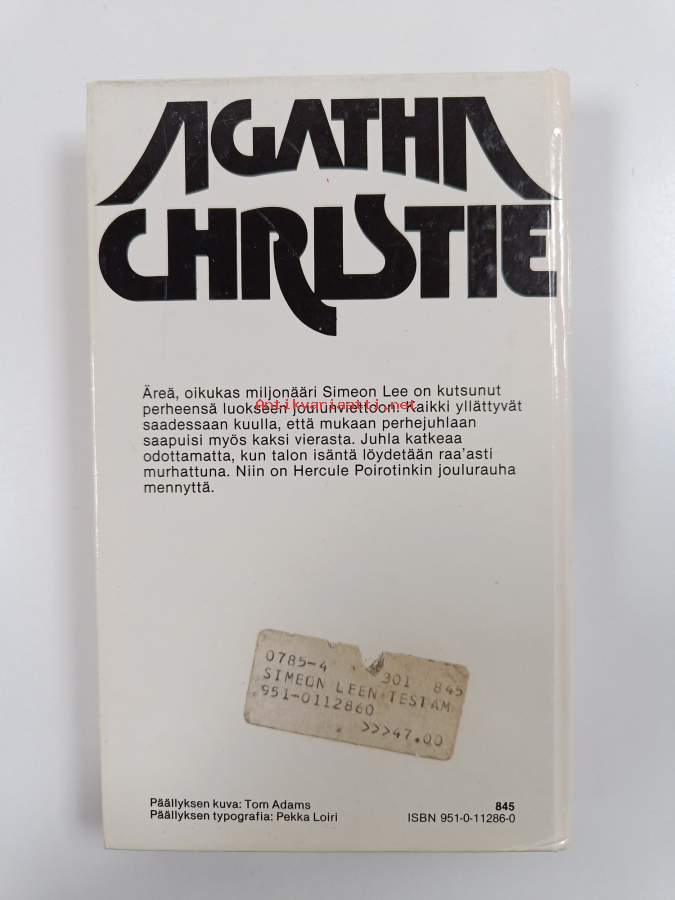 AGATHA
CHRISTIE
Äreä, oikukas miljonääri Simeon Lee on kutsunut
perheensä luokseen joulunviettoon. Kaikki yllättyvät
Antikvariaatti.net
saadessaan kuulla, että mukaan perhejuhlaan
saapuisi myös kaksi vierasta. Juhla katkeaa
odottamatta, kun talon isäntä löydetään raa'asti
murhattuna. Niin on Hercule Poirotinkin joulurauha
mennyttä.
0785-4 301 845
SIMEON LEEN TESTAM
951-0112860
>>>47.00
Päällyksen kuva: Tom Adams
Päällyksen typografia: Pekka Loiri
845
ISBN 951-0-11286-0